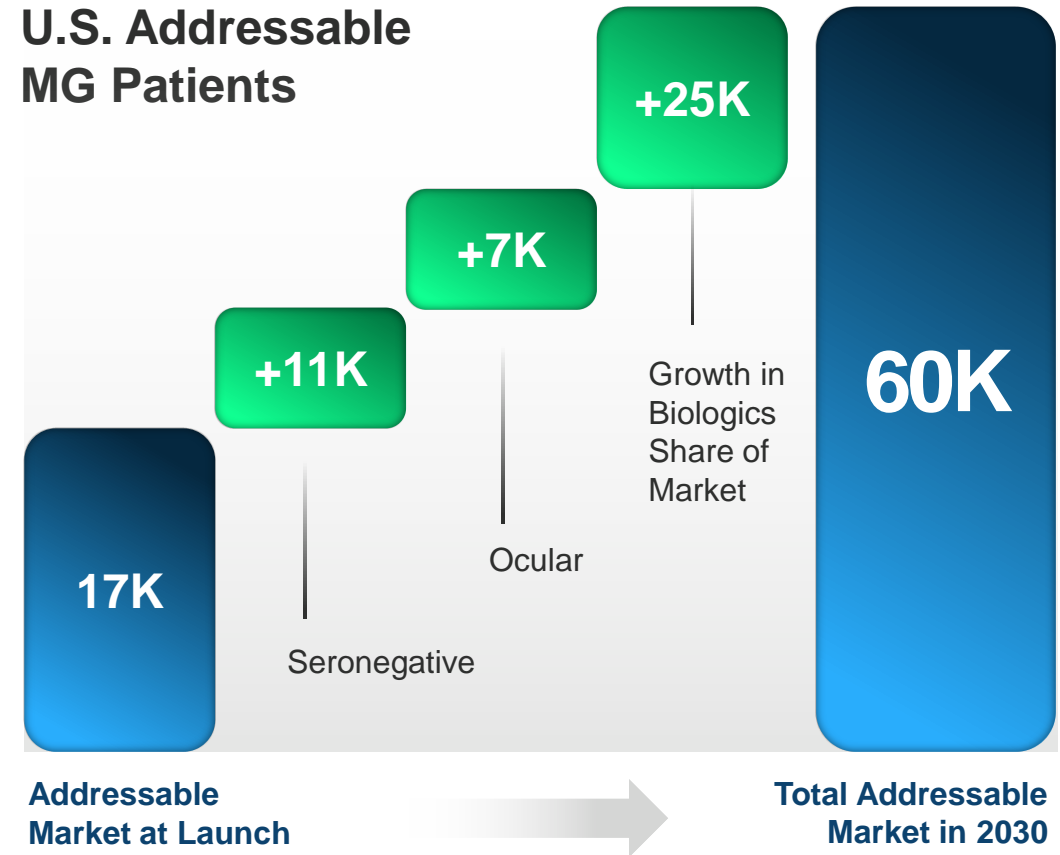 U.S. Addressable
MG Patients
+25K
+7K
+11K
60K
17K
Growth in
Biologics
Share of
Market
Ocular
Seronegative
Addressable
Market at Launch
Total Addressable
Market in 2030